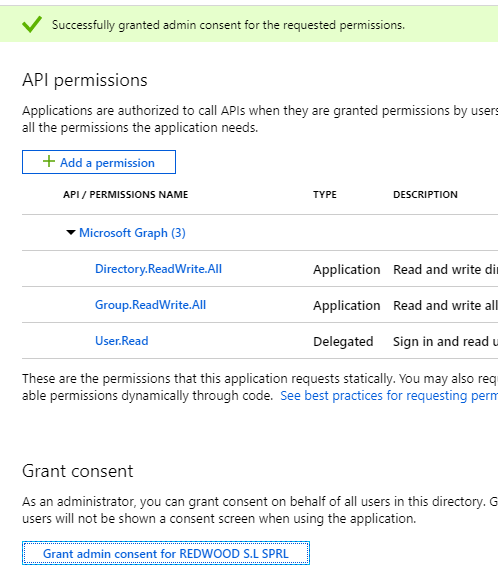 Successfully granted admin consent for the requested permissions.
API permissions
Applications are authorized to call APIs when they are granted permissions by users
all the permissions the application needs.
+ Add a permission
API / PERMISSIONS NAME TYPE DESCRIPTION
Microsoft Graph (3)
Directory.ReadWrite.All Application Read and write
Group.ReadWrite.All Application Read and write all
User.Read Delegated Sign in and read
These are the permissions that this application requests statically. You may also
able permissions dynamically through code. See best practices for requesting
Grant consent
As an administrator, you can grant consent on behalf of all users in this directory.
users will not be shown a consent screen when using the application.
Grant admin consent for REDWOOD S.L SPRL